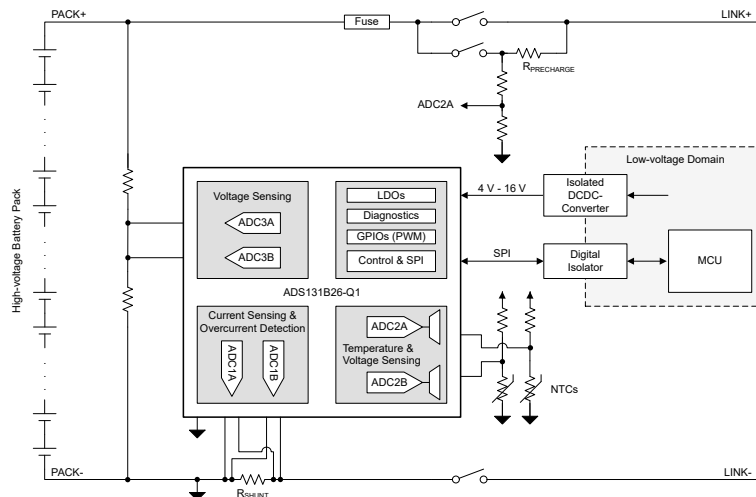 PACK+
Fuse
LINK+
R PRECHARGE
ADC2A
High-voltage Battery Pack
Low-voltage Domain
Voltage Sensing
ADC3A
ADC3B
LDOs
Diagnostics
GPIOs (PWM)
Control & SPI
4 V - 16 V
Isolated
DCDC-
Converter
SPI
Digital
Isolator
MCU
ADS131B26-Q1
Current Sensing &
Overcurrent Detection
ADC1A
ADC1B
ADC2A
Temperature &
Voltage Sensing
ADC2B
NTCs
PACK-
R SHUNT
LINK-